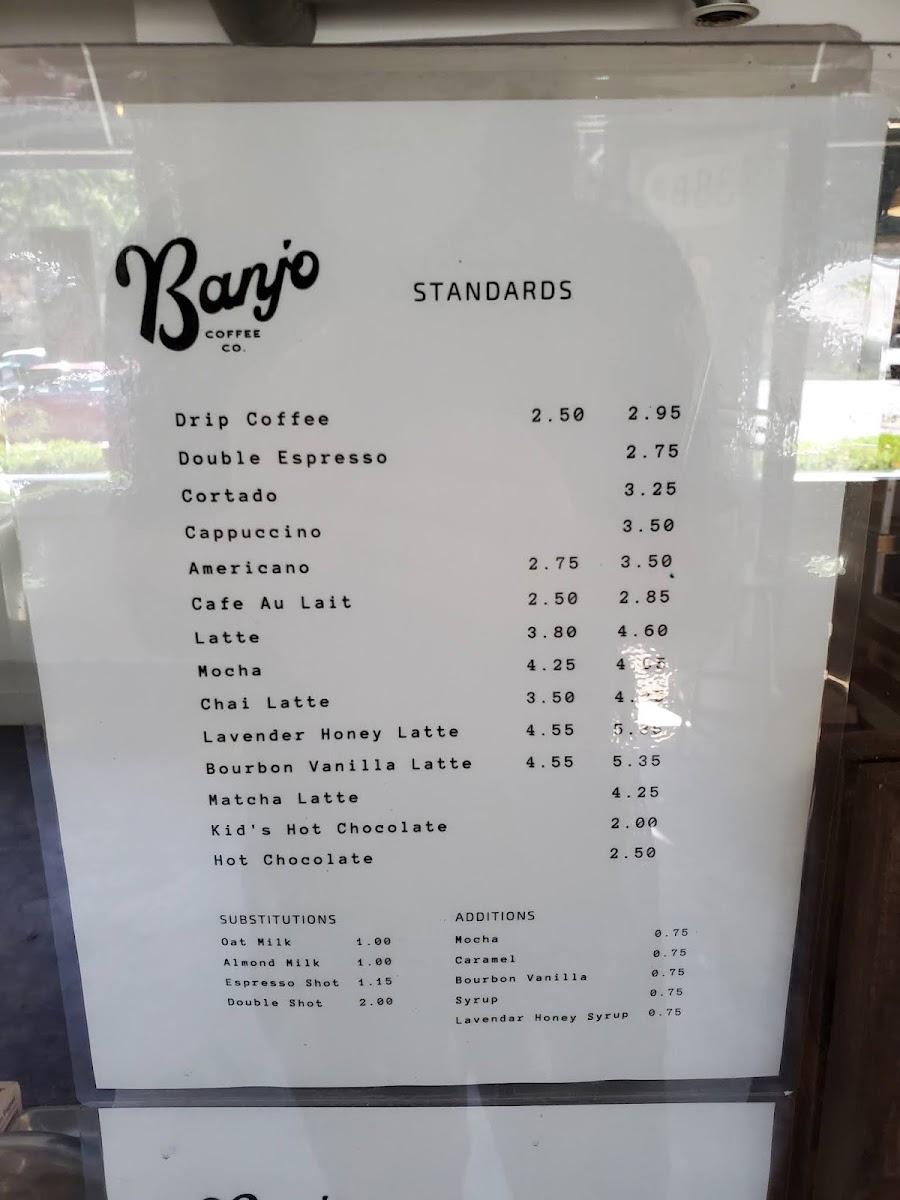 Banjo
COFFEE
CO.
STANDARDS
Drip Coffee 2.50 2.95
Double Espresso 2.75
Cortado 3.25
Cappuccino 3.50
Americano 2.75 3.50
Cafe Au Lait 2.50 2.85
Latte 3.80 4.60
Mocha 4.25
Chai Latte 3.50
Lavender Honey Latte 4.55
Bourbon Vanilla Latte 4.55 5.35
Matcha Latte 4.25
Kid's Hot Chocolate 2.00
Hot Chocolate 2.50
SUBSTITUTIONS
Oat Milk 1.00
Almond Milk 1.00
Espresso Shot 1.15
Double Shot 2.00
ADDITIONS
Mocha 0.75
Caramel 0.75
Bourbon Vanilla 0.75
Syrup 0.75
Lavendar Honey Syrup 0.75